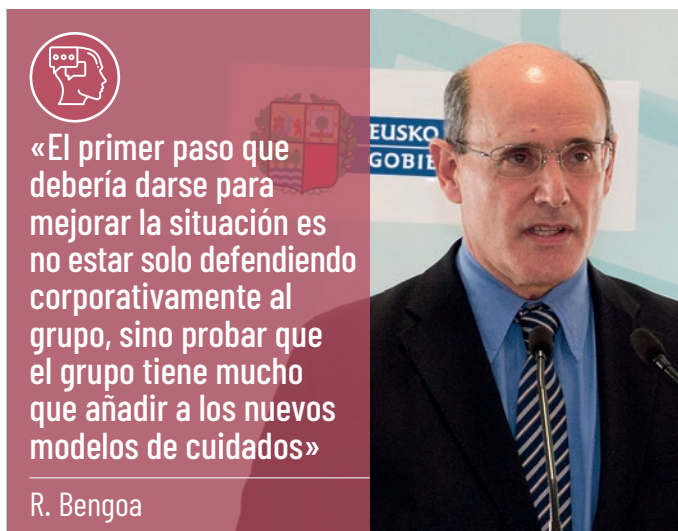 «El primer paso que
debería darse para
mejorar la situación es
no estar solo defendiendo
corporativamente al
grupo, sino probar que
el grupo tiene mucho
que añadir a los nuevos
modelos de cuidados»
R. Bengoa
EUSKO
GOBIE